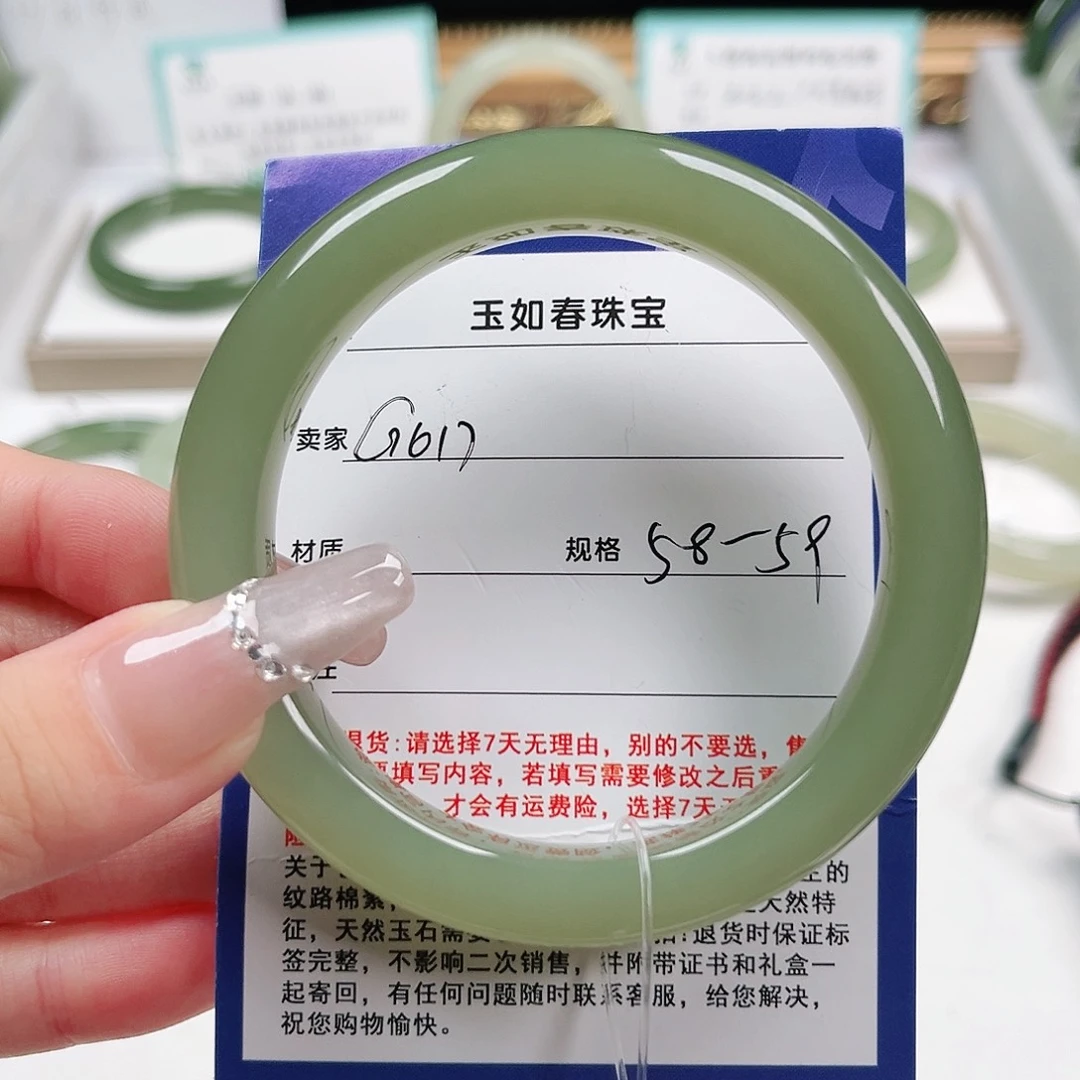 玉如春珠宝
卖家 G617
材质 规格 58-59
退货:请选择7天无理由，别的不要选，售
填写内容，若填写需要修改之后重
才会有运费险，选择7天无
关于
纹路棉絮， 天然特
征，天然玉石需要 退货时保证标
签完整，不影响二次销售，并附带证书和礼盒一
起寄回，有任何问题随时联系客服，给您解决，
祝您购物愉快。